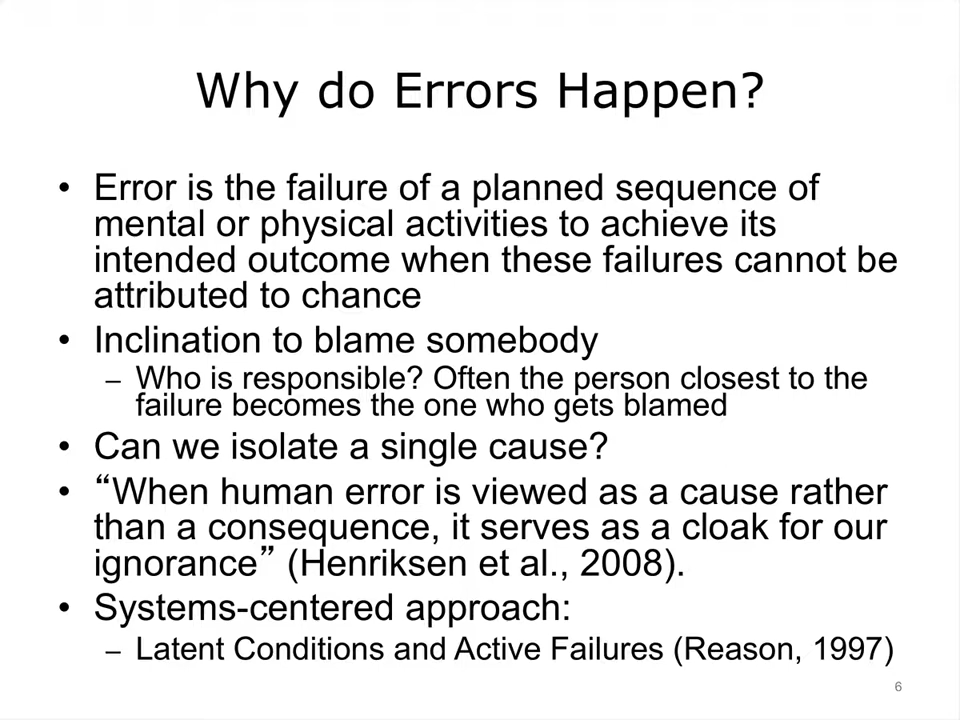 Why do Errors Happen?
• Error is the failure of a planned sequence of
mental or physical activities to achieve its
intended outcome when these failures cannot be
attributed to chance
• Inclination to blame somebody
– Who is responsible? Often the person closest to the
failure becomes the one who gets blamed
• Can we isolate a single cause?
• “When human error is viewed as a cause rather
than a consequence, it serves as a cloak for our
ignorance” (Henriksen et al., 2008).
• Systems-centered approach:
– Latent Conditions and Active Failures (Reason, 1997)
6